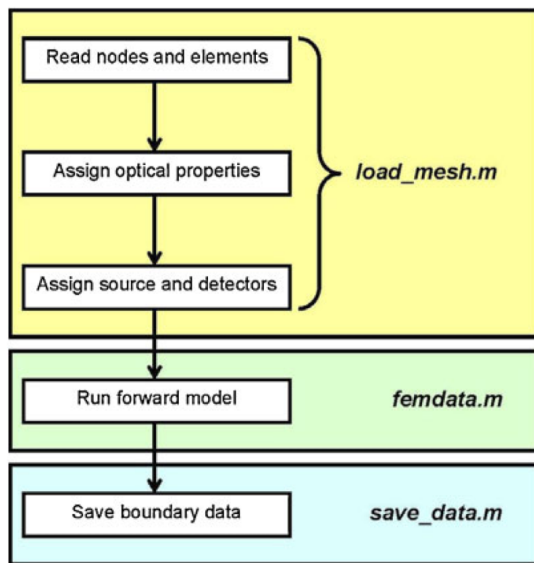 Read nodes and elements
Assign optical properties
load_mesh.m
Assign source and detectors
Run forward model
femdata.m
Save boundary data
save_data.m